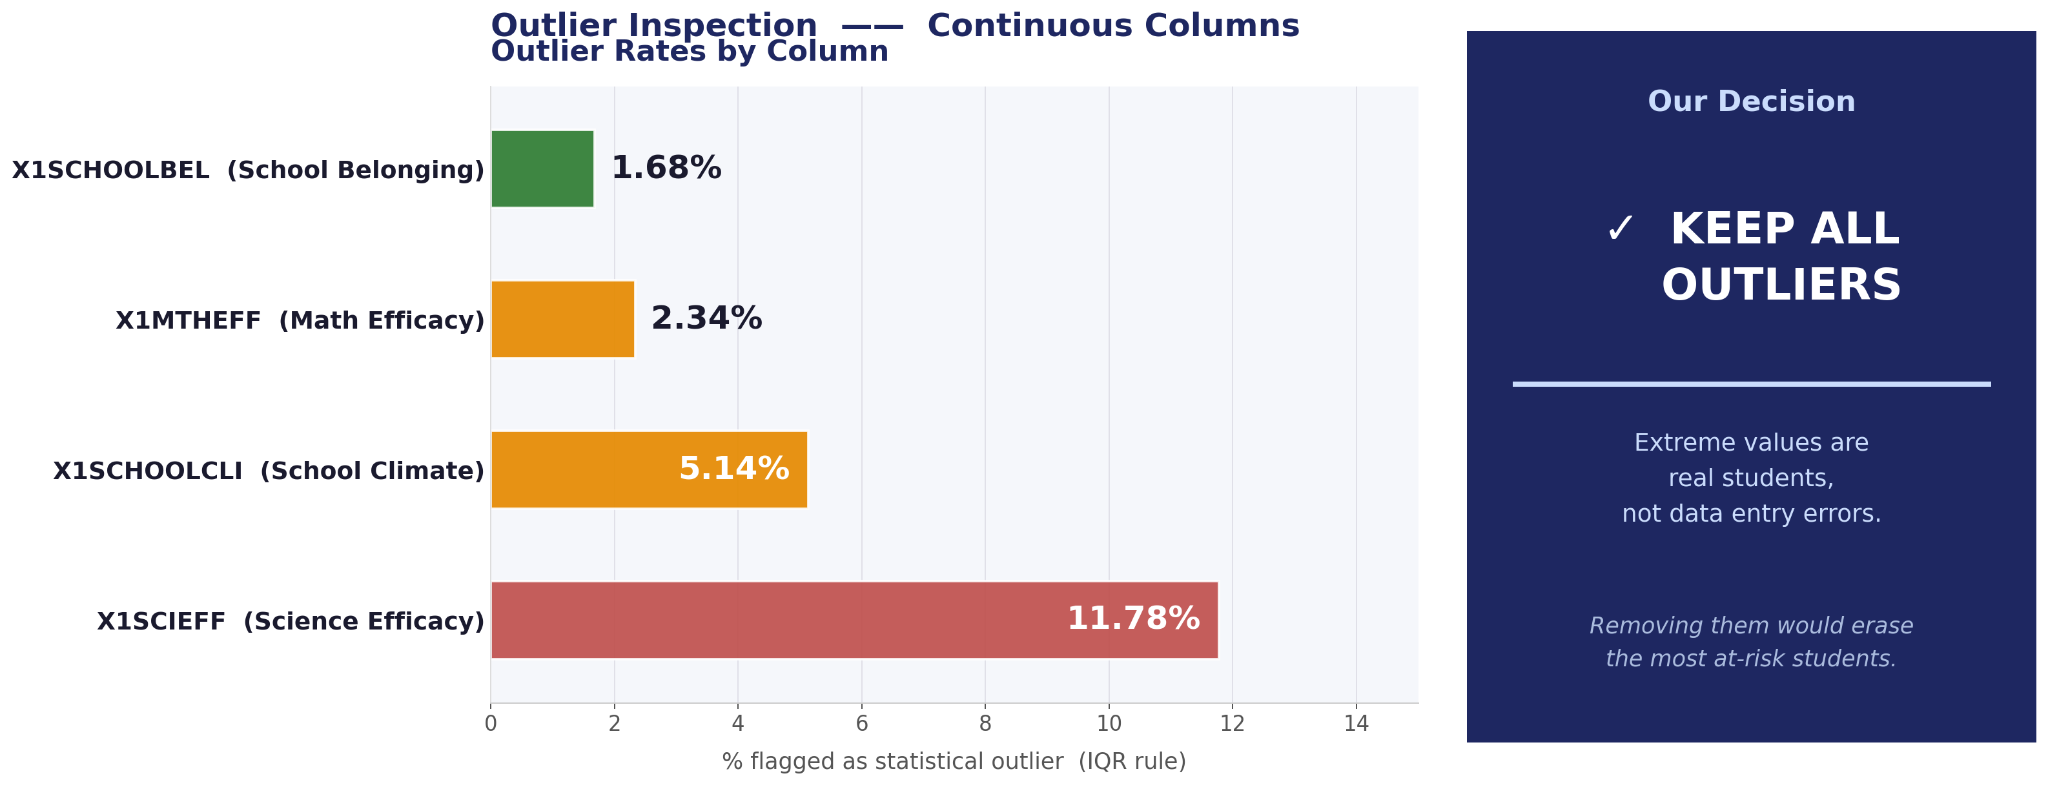 Outlier Inspection —— Continuous Columns
Outlier Rates by Column
X1SCHOOLBEL (School Belonging)
1.68%
X1MTHEFF (Math Efficacy)
2.34%
X1SCHOOLCLI (School Climate)
5.14%
X1SCIEFF (Science Efficacy)
11.78%
0 2 4 6 8 10 12 14
% flagged as statistical outlier (IQR rule)
Our Decision
✓ KEEP ALL
OUTLIERS
Extreme values are
real students,
not data entry errors.
Removing them would erase
the most at-risk students.